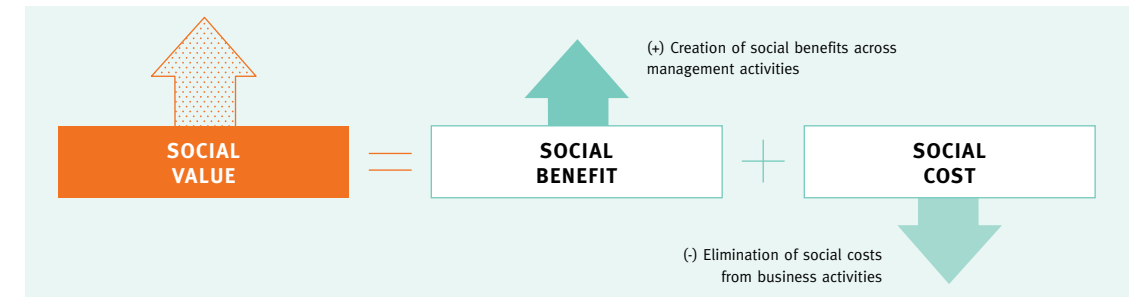 (+) Creation of social benefits across
management activities
SOCIAL
VALUE
SOCIAL
BENEFIT
SOCIAL
COST
(-) Elimination of social costs
from business activities